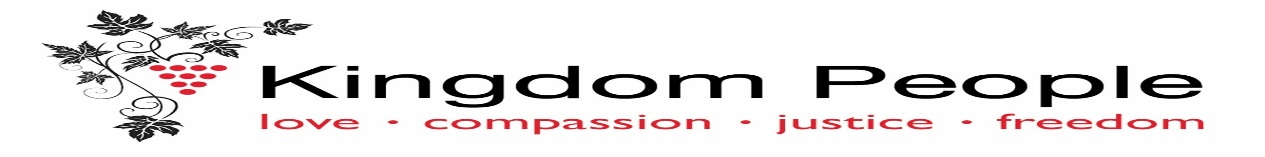 Kingdom People
love • compassion • justice • freedom